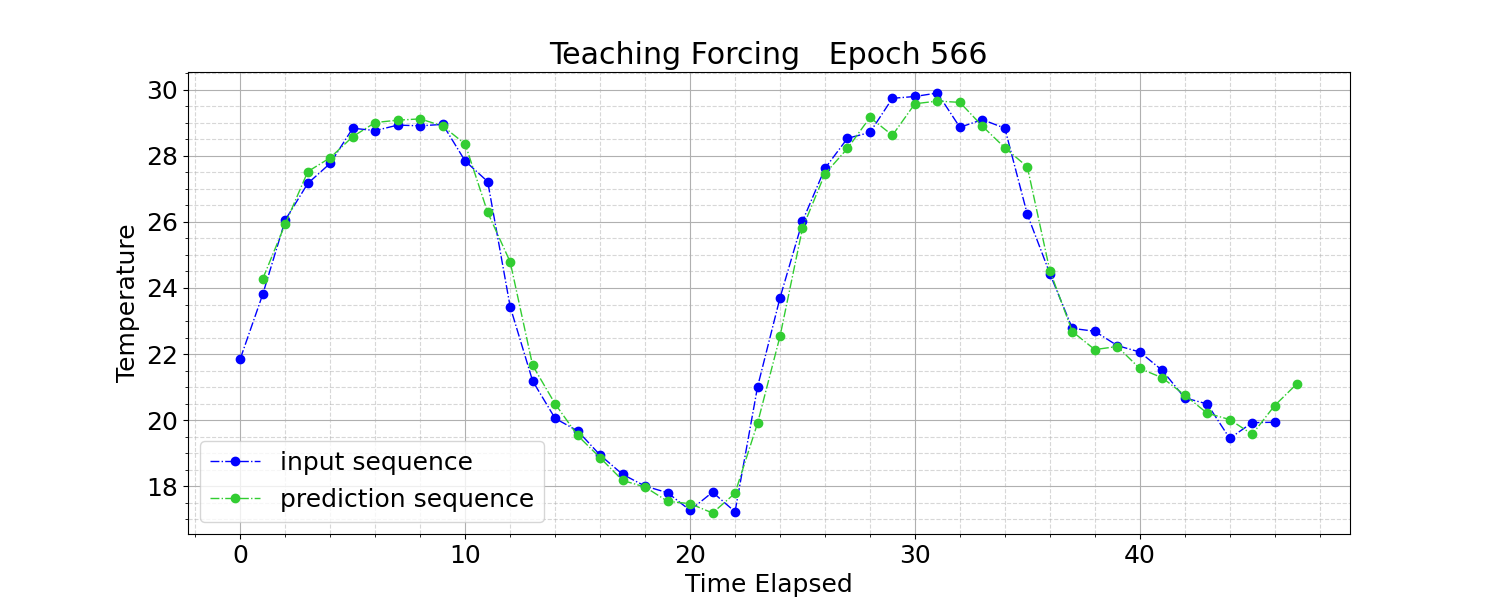 Teaching Forcing   Epoch 566
30
28
26
24
22
20
18
Temperature
input sequence
prediction sequence
0 10 20 30 40
Time Elapsed